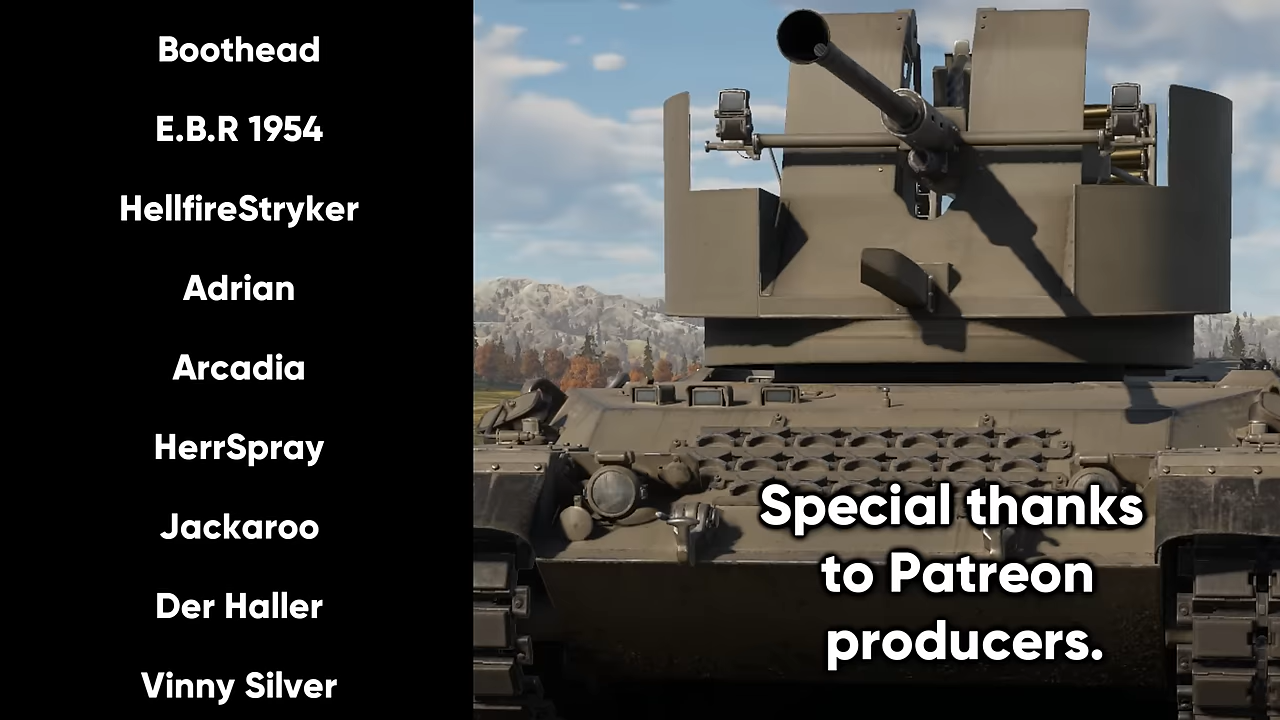 Boothead
E.B.R 1954
HellfireStryker
Adrian
Arcadia
HerrSpray
Jackaroo
Der Haller
Vinny Silver
Special thanks
to Patreon
producers.